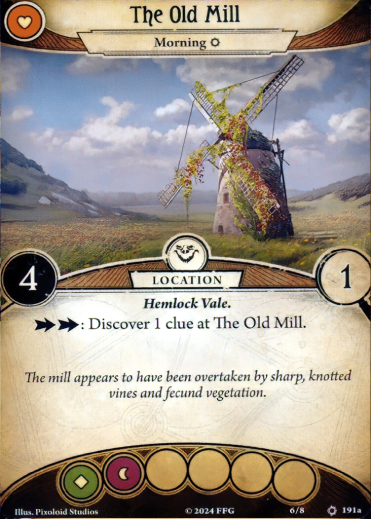 The Old Mill
Morning
4
LOCATION
1
Hemlock Vale.
: Discover 1 clue at The Old Mill.
The mill appears to have been overtaken by sharp, knotted
vines and fecund vegetation.
Illus. Pixoloid Studios © 2024 FFG 6/8 191a